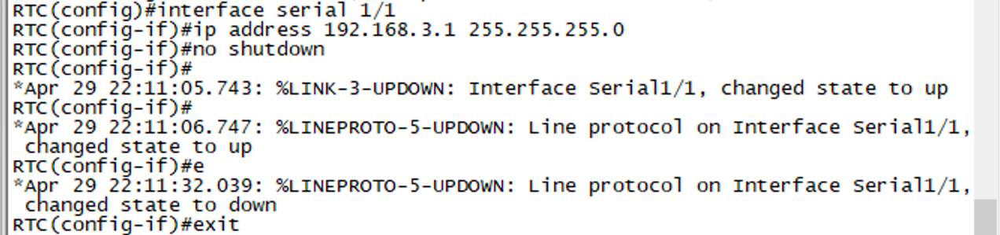 RTC(config)#interface serial 1/1
RTC(config-if)#ip address 192.168.3.1 255.255.255.0
RTC(config-if)#no shutdown
RTC(config-if)#
*Apr 29 22:11:05.743: %LINK-3-UPDOWN: Interface Serial1/1, changed state to up
RTC(config-if)#
*Apr 29 22:11:06.747: %LINEPROTO-5-UPDOWN: Line protocol on Interface Serial1/1,
changed state to up
RTC(config-if)#e
*Apr 29 22:11:32.039: %LINEPROTO-5-UPDOWN: Line protocol on Interface Serial1/1,
changed state to down
RTC(config-if)#exit